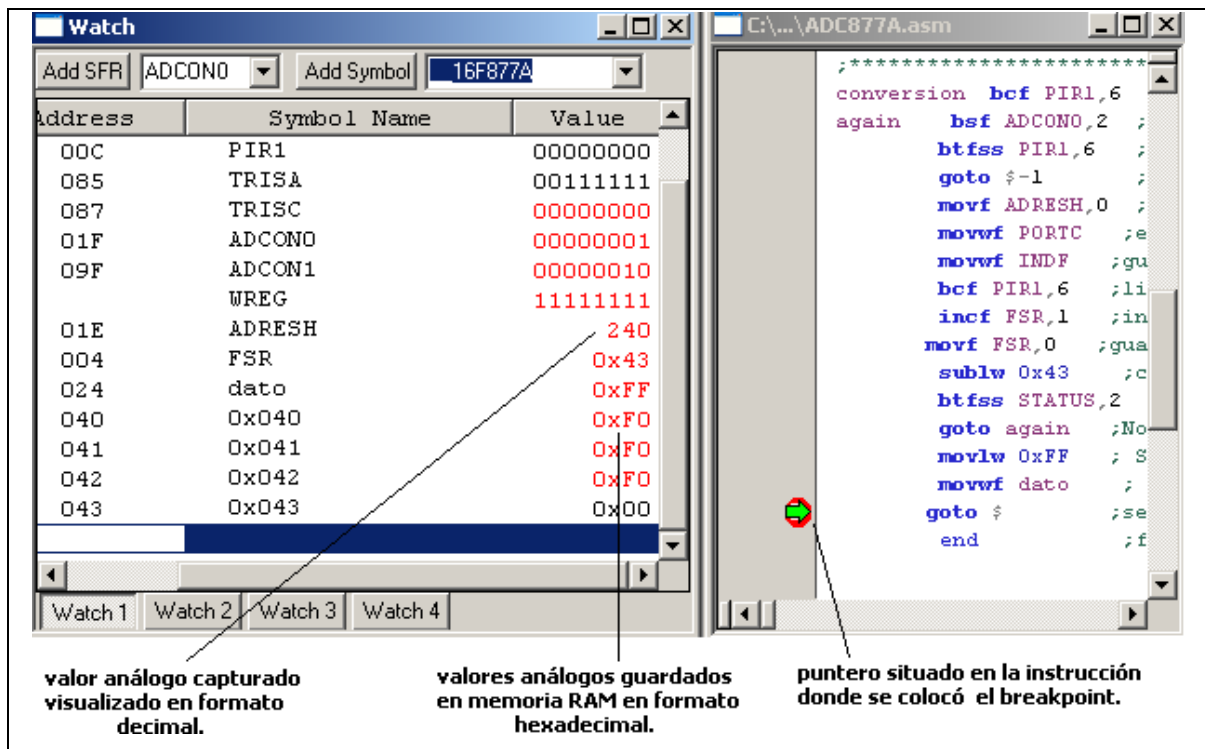 Watch
Add SFR ADCON0 Add Symbol __16F877A
Address Symbol Name Value
00C PIR1 00000000
085 TRISA 00111111
087 TRISC 00000000
01F ADCON0 00000001
09F ADCON1 00000010
WREG 11111111
01E ADRESH 240
004 FSR 0x43
024 dato 0xFF
040 0x040 0xF0
041 0x041 0xF0
042 0x042 0xF0
043 0x043 0x00
Watch 1 Watch 2 Watch 3 Watch 4
C:\...\ADC877A.asm
;***********************
conversion bcf PIR1,6
again bsf ADCON0,2 ;
btfss PIR1,6 ;
goto $-1 ;
movf ADRESH,0 ;
movwf PORTC ;e
movwf INDF ;gu
bcf PIR1,6 ;li
incf FSR,1 ;in
movf FSR,0 ;gua
sublw 0x43 ;c
btfss STATUS,2
goto again ;No
movlw 0xFF ; S
movwf dato ;
goto $ ;se
end ;f
valor análogo capturado
visualizado en formato
decimal.
valores análogos guardados
en memoria RAM en formato
hexadecimal.
puntero situado en la instrucción
donde se colocó el breakpoint.